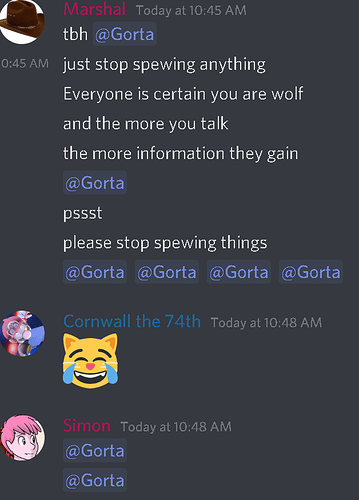 Marshal Today at 10:45 AM
tbh @Gorta
0:45 AM just stop spewing anything
Everyone is certain you are wolf
and the more you talk
the more information they gain
@Gorta
pssst
please stop spewing things
@Gorta @Gorta @Gorta @Gorta
Cornwall the 74th Today at 10:48 AM
Simon Today at 10:48 AM
@Gorta
@Gorta